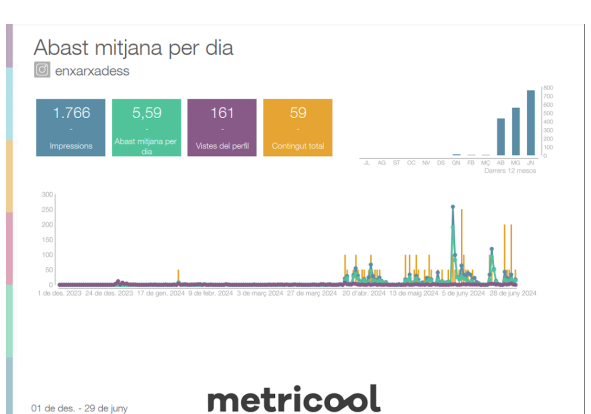 Abast mitjana per dia
enxarxadess
1.766
-
Impressions
5,59
-
Abast mitjana per
dia
161
-
Vistes del perfil
59
-
Contingut total
800
700
600
500
400
300
200
100
0
JL AG ST OC NV DS GN FB MÇ AB MG JN
Darrers 12 mesos
300
250
200
150
100
50
0
1 de des. 2023 24 de des. 2023 17 de gen. 2024 9 de febr. 2024 3 de març 2024 27 de març 2024 20 d'abr. 2024 13 de maig 2024 5 de juny 2024 28 de juny 2024
01 de des. - 29 de juny
metricool